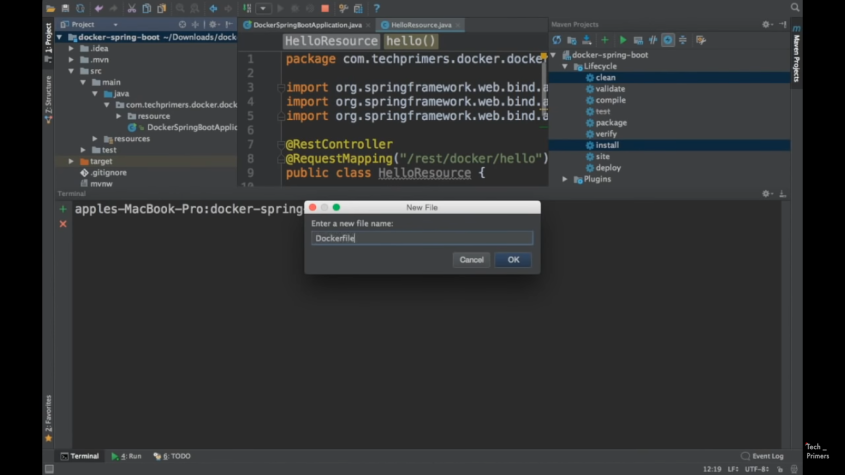 Project
DockerSpringBootApplication.java
HelloResource.java
Maven Projects
docker-spring-boot ~/Downloads/docke
.idea
.mvn
src
main
java
com.techprimers.docker.dock
resource
DockerSpringBootApplic
resources
test
target
.gitignore
mvnw
HelloResource hello()
1 package com.techprimers.docker.docke
2
3 import org.springframework.web.bind.a
4 import org.springframework.web.bind.a
5 import org.springframework.web.bind.
6
7 @RestController
8 @RequestMapping("/rest/docker/hello")
9 public class HelloResource {
10
docker-spring-boot
Lifecycle
clean
validate
compile
test
package
verify
install
site
deploy
Plugins
1: Project
7: Structure
2: Favorites
Maven Projects
Terminal
apples-MacBook-Pro:docker-spring
New File
Enter a new file name:
Dockerfile
Cancel
OK
Terminal
4: Run
6: TODO
Event Log
12:19 LF: UTF-8:
Tech _
Primers